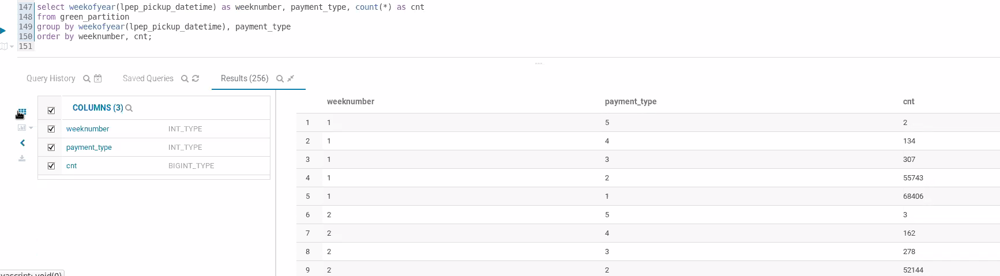 147 select weekofyear(lpep_pickup_datetime) as weeknumber, payment_type, count(*) as cnt
148 from green_partition
149 group by weekofyear(lpep_pickup_datetime), payment_type
150 order by weeknumber, cnt;
151
Query History Saved Queries Results (256)
COLUMNS (3)
weeknumber INT_TYPE
payment_type INT_TYPE
cnt BIGINT_TYPE
weeknumber payment_type cnt
1 1 5 2
2 1 4 134
3 1 3 307
4 1 2 55743
5 1 1 68406
6 2 5 3
7 2 4 162
8 2 3 278
9 2 2 52144
vascript: void(0)